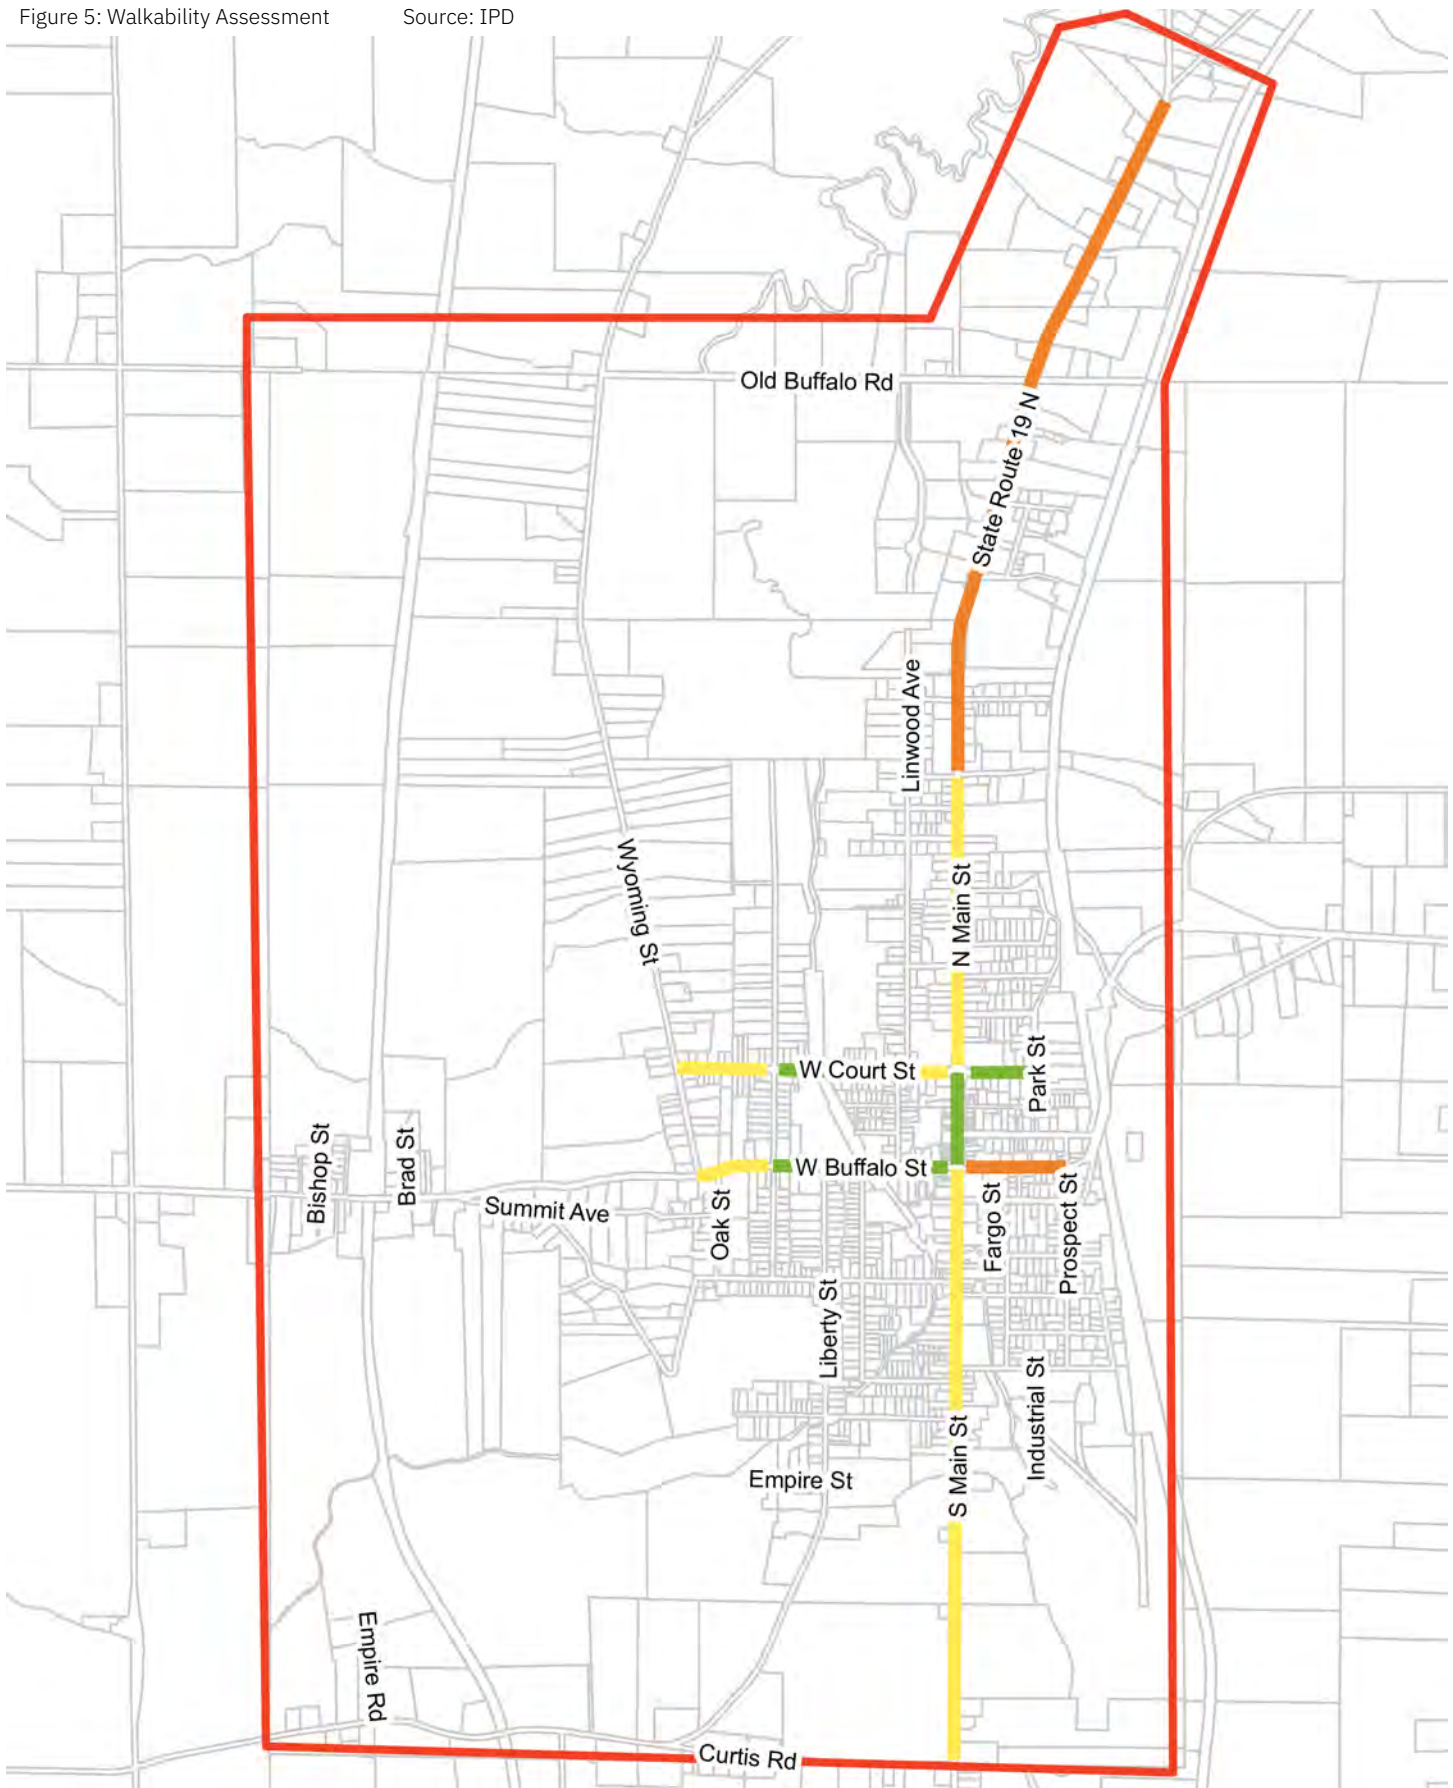 Figure 5: Walkability Assessment Source: IPD
Old Buffalo Rd
State Route 19 N
Linwood Ave
Wyoming St
N Main St
W Court St
Park St
Bishop St
Brad St
W Buffalo St
Summit Ave
Oak St
Fargo St
Prospect St
Liberty St
Industrial St
S Main St
Empire St
Empire Rd
Curtis Rd